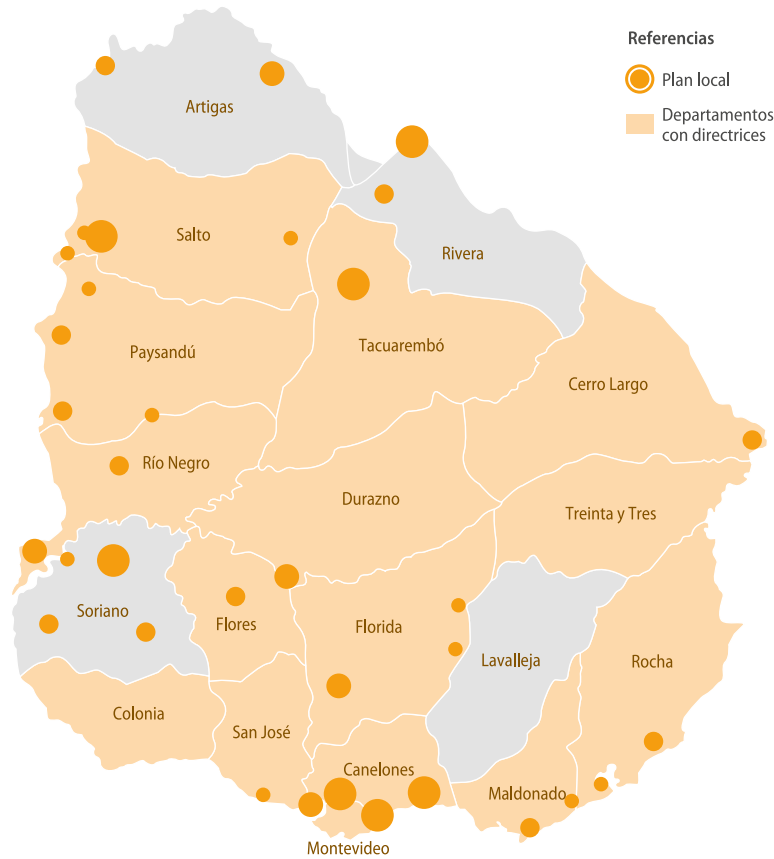 Referencias
Plan local
Departamentos
con directrices
Artigas
Salto
Rivera
Paysandú
Tacuarembó
Cerro Largo
Río Negro
Durazno
Treinta y Tres
Soriano
Flores
Florida
Lavalleja
Rocha
Colonia
San José
Canelones
Maldonado
Montevideo